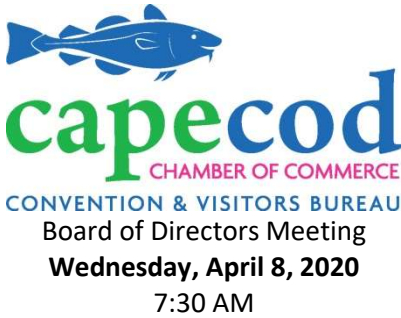 capecod
CHAMBER OF COMMERCE
CONVENTION & VISITORS BUREAU
Board of Directors Meeting
Wednesday, April 8, 2020
7:30 AM